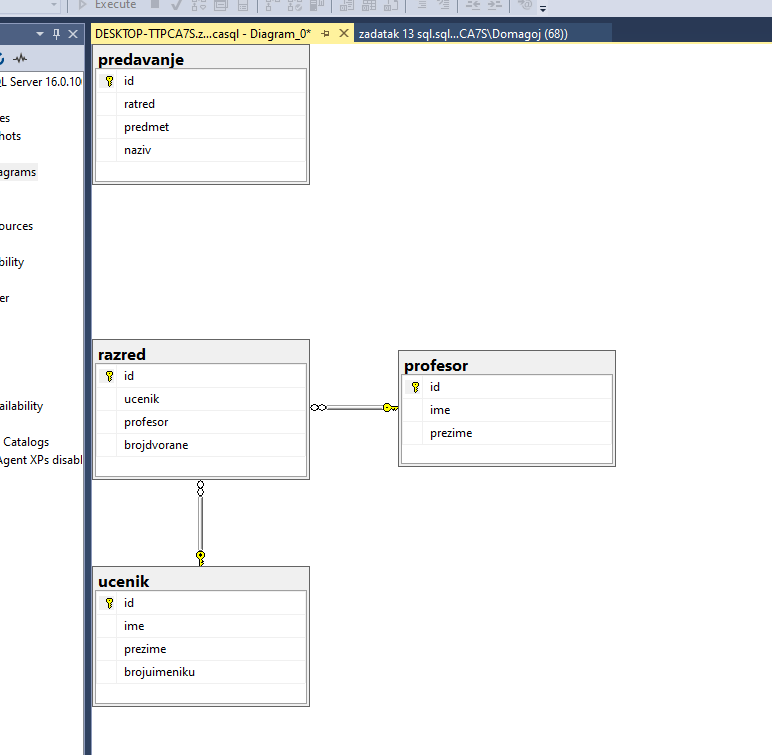 Execute
DESKTOP-TTPCA7S.z...casql - Diagram_0*
zadatak 13 sql.sql...CA7S\Domagoj (68))
predavanje
id
ratred
predmet
naziv
L Server 16.0.100
es
hots
agrams
ources
bility
er
ailability
Catalogs
Agent XPs disabl
razred
id
ucenik
profesor
brojdvorane
profesor
id
ime
prezime
ucenik
id
ime
prezime
brojuimeniku